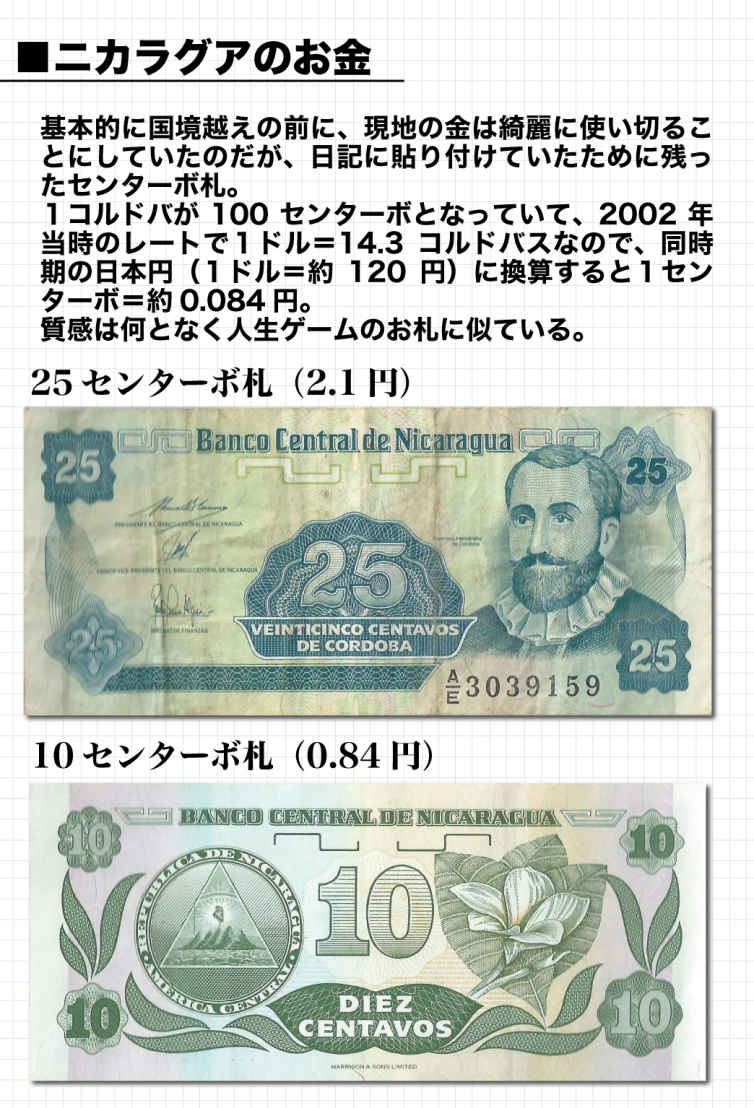 ■ニカラグアのお金
基本的に国境越えの前に、現地の金は綺麗に使い切るこ
とにしていたのだが、日記に貼り付けていたために残っ
たセンターボ札。
１コルドバが 100 センターボとなっていて、2002 年
当時のレートで１ドル＝14.3 コルドバスなので、同時
期の日本円（１ドル＝約 120 円）に換算すると１セン
ターボ＝約 0.084 円。
質感は何となく人生ゲームのお札に似ている。
25 センターボ札（2.1 円）
Banco Central de Nicaragua
25
25
PRESIDENTE DEL BANCO CENTRAL DE NICARAGUA
25
25
VEINTICINCO CENTAVOS
DE CORDOBA
25
A/E 3039159
10 センターボ札（0.84 円）
BANCO CENTRAL DE NICARAGUA
10
10
REPUBLICA DE NICARAGUA
AMERICA CENTRAL
10
10
DIEZ
CENTAVOS
10
HARRISON & SONS LIMITED